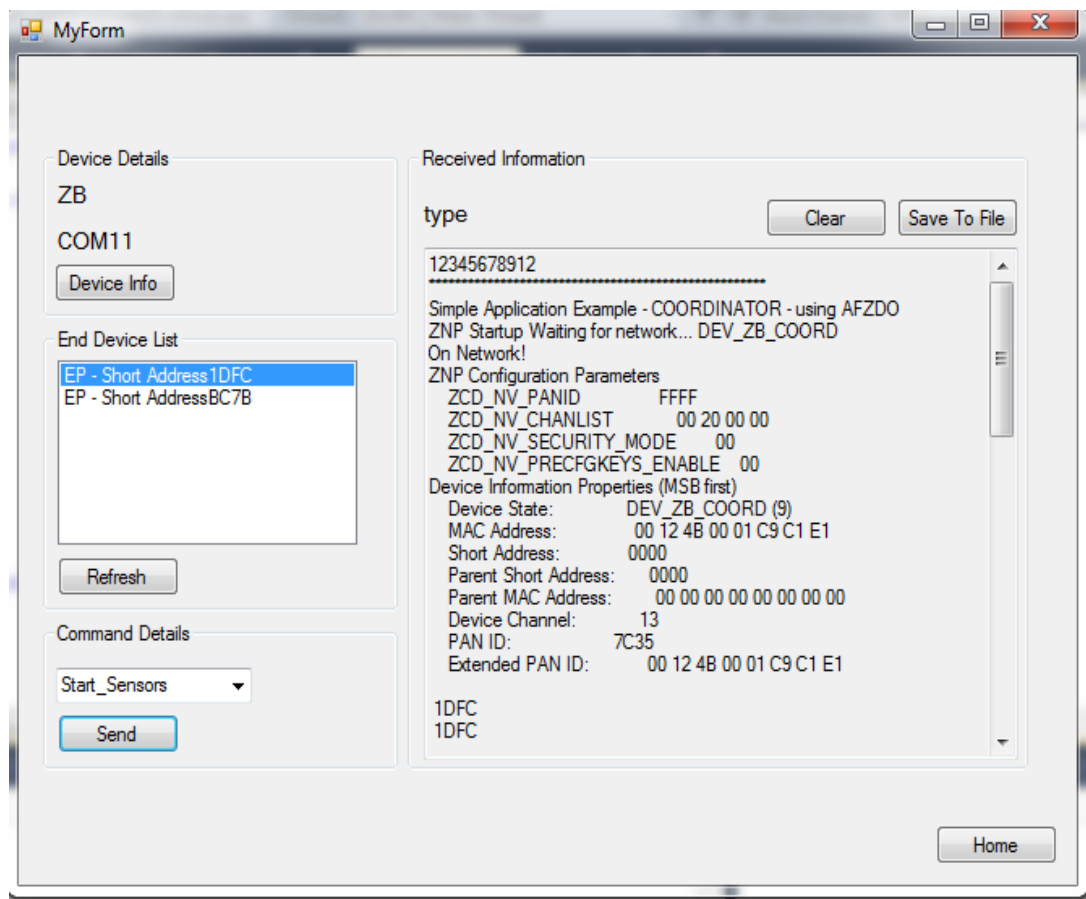 MyForm
Device Details
ZB
COM11
Device Info
End Device List
EP - Short Address1DFC
EP - Short AddressBC7B
Refresh
Command Details
Start_Sensors
Send
Received Information
type
Clear
Save To File
12345678912
********************************************************
Simple Application Example - COORDINATOR - using AFZDO
ZNP Startup Waiting for network... DEV_ZB_COORD
On Network!
ZNP Configuration Parameters
ZCD_NV_PANID FFFF
ZCD_NV_CHANLIST 00 20 00 00
ZCD_NV_SECURITY_MODE 00
ZCD_NV_PRECFGKEYS_ENABLE 00
Device Information Properties (MSB first)
Device State: DEV_ZB_COORD (9)
MAC Address: 00 12 4B 00 01 C9 C1 E1
Short Address: 0000
Parent Short Address: 0000
Parent MAC Address: 00 00 00 00 00 00 00 00
Device Channel: 13
PAN ID: 7C35
Extended PAN ID: 00 12 4B 00 01 C9 C1 E1
1DFC
1DFC
Home